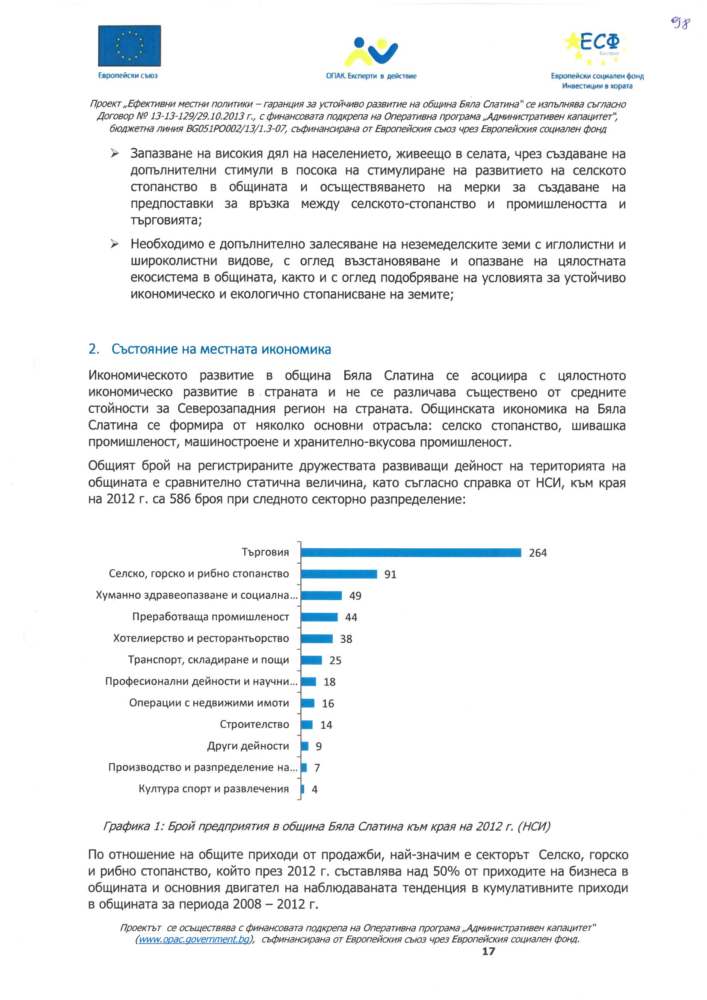 98
ЕСФ
България
Европейски съюз
ОПАК. Експерти в действие
Европейски социален фонд
Инвестиции в хората
Проект „Ефективни местни политики – гаранция за устойчиво развитие на община Бяла Слатина" се изпълнява съгласно
Договор № 13-13-129/29.10.2013 г., с финансовата подкрепа на Оперативна програма „Административен капацитет",
бюджетна линия BG051PO002/13/1.3-07, съфинансирана от Европейския съюз чрез Европейския социален фонд
➢ Запазване на високия дял на населението, живеещо в селата, чрез създаване на
допълнителни стимули в посока на стимулиране на развитието на селското
стопанство в общината и осъществяването на мерки за създаване на
предпоставки за връзка между селското-стопанство и промишлеността и
търговията;
➢ Необходимо е допълнително залесяване на неземеделските земи с иглолистни и
широколистни видове, с оглед възстановяване и опазване на цялостната
екосистема в общината, както и с оглед подобряване на условията за устойчиво
икономическо и екологично стопанисване на земите;
2. Състояние на местната икономика
Икономическото развитие в община Бяла Слатина се асоциира с цялостното
икономическо развитие в страната и не се различава съществено от средните
стойности за Северозападния регион на страната. Общинската икономика на Бяла
Слатина се формира от няколко основни отрасъла: селско стопанство, шивашка
промишленост, машиностроене и хранително-вкусова промишленост.
Общият брой на регистрираните дружествата развиващи дейност на територията на
общината е сравнително статична величина, като съгласно справка от НСИ, към края
на 2012 г. са 586 броя при следното секторно разпределение:
Търговия 264
Селско, горско и рибно стопанство 91
Хуманно здравеопазване и социална... 49
Преработваща промишленост 44
Хотелиерство и ресторантьорство 38
Транспорт, складиране и пощи 25
Професионални дейности и научни... 18
Операции с недвижими имоти 16
Строителство 14
Други дейности 9
Производство и разпределение на... 7
Култура спорт и развлечения 4
Графика 1: Брой предприятия в община Бяла Слатина към края на 2012 г. (НСИ)
По отношение на общите приходи от продажби, най-значим е секторът Селско, горско
и рибно стопанство, който през 2012 г. съставлява над 50% от приходите на бизнеса в
общината и основния двигател на наблюдаваната тенденция в кумулативните приходи
в общината за периода 2008 – 2012 г.
Проектът се осъществява с финансовата подкрепа на Оперативна програма „Административен капацитет"
(www.opac.government.bg), съфинансирана от Европейския съюз чрез Европейския социален фонд.
17